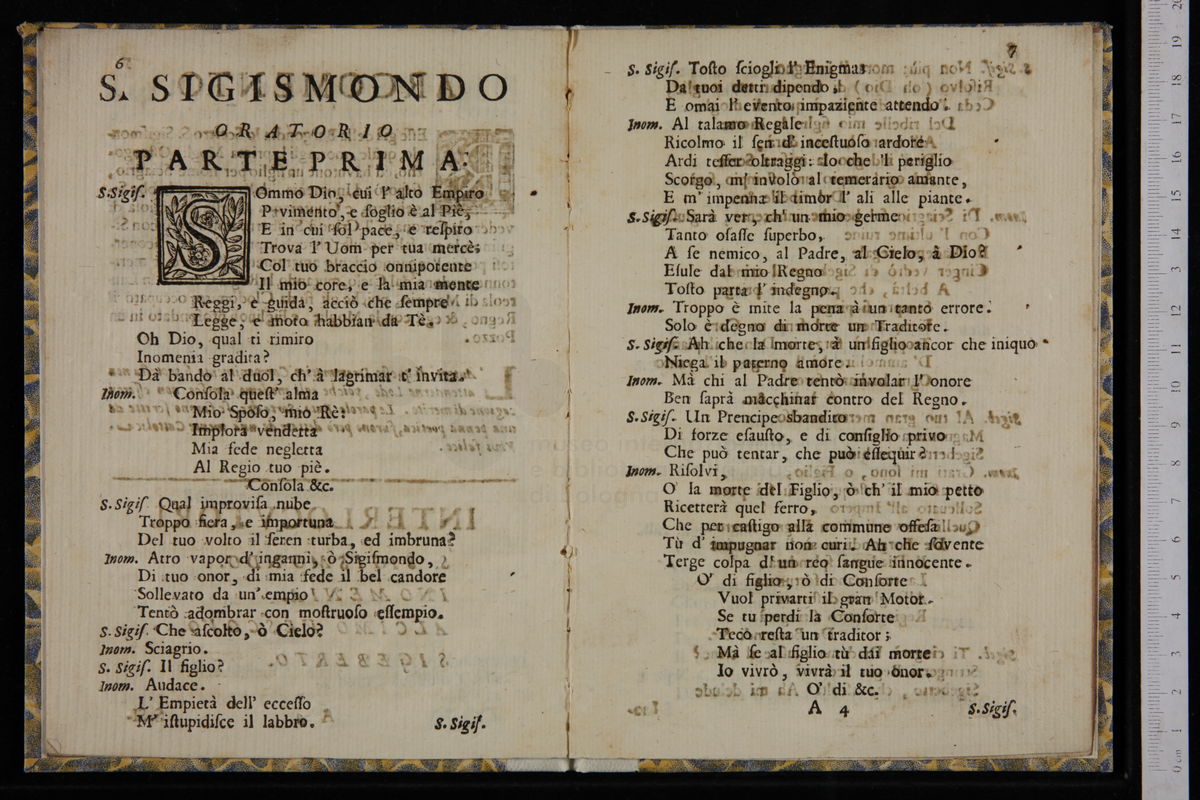 6
S. SIGISMONDO
ORATORIO
PARTE PRIMA.
S.Sigiſ. SOmmo Dio, cui l' alto Empiro
Pavimento, e ſoglio è al Piè,
E in cui ſol pace, e reſpiro
Trova l' Uom per tua mercè;
Col tuo braccio onnipotente
Il mio core, e la mia mente
Reggi, e guida, acciò che ſempre
Legge, e moto habbian da Tè.
Oh Dio, qual ti rimiro
Inomenia gradita?
Dà bando al duol, ch' à lagrimar t' invita.
Inom. Conſola queſt' alma
Mio Spoſo, mio Rè:
Implora vendetta
Mia fede negletta
Al Regio tuo piè.
Conſola &c.
S. Sigiſ. Qual improviſa nube
Troppo fiera, e importuna
Del tuo volto il ſeren turba, ed imbruna?
Inom. Atro vapor d' inganni, ò Sigiſmondo,
Di tuo onor, di mia fede il bel candore
Sollevato da un' empio
Tentò adombrar con moſtruoſo eſſempio.
S. Sigiſ. Che aſcolto, ò Cielo?
Inom. Sciagrio.
S. Sigiſ. Il figlio?
Inom. Audace.
L' Empietà dell' ecceſſo
M' iſtupidiſce il labbro.
S. Sigiſ.
7
S. Sigiſ. Toſto ſciogli l' Enigma:
Da' tuoi detti dipendo,
E omai l' evento impaziente attendo.
Inom. Al talamo Regale
Ricolmo il ſen d' inceſtuoſo ardore
Ardì teſſer oltraggi: Io che 'l periglio
Scorgo, m' involo al temerario amante,
E m' impenna il timor l' ali alle piante.
S. Sigiſ. Sarà ver, ch' un mio germe
Tanto oſaſſe ſuperbo,
A ſe nemico, al Padre, al Cielo, à Dio?
Eſule dal mio Regno
Toſto parta l' indegno.
Inom. Troppo è mite la pena à un tanto errore.
Solo è degno di morte un Traditore.
S. Sigiſ. Ah che la morte, à un figlio ancor che iniquo
Niega il paterno amore.
Inom. Mà chi al Padre tentò involar l' onore
Ben ſaprà macchinar contro del Regno.
S. Sigiſ. Un Prencipe sbandito
Di forze eſauſto, e di conſiglio privo
Che può tentar, che può eſſequir?
Inom. Riſolvi,
O' la morte del Figlio, ò ch' il mio petto
Ricetterà quel ferro,
Che per caſtigo alla commune offeſa
Tù d' impugnar non curi. Ah che ſovente
Terge colpa d' un reo ſangue innocente.
O' di figlio, ò di Conſorte
Vuol privarti il gran Motor.
Se tu perdi la Conſorte
Teco reſta un traditor;
Mà ſe al figlio tù dai morte
Io vivrò, vivrà il tuo onor.
O' di &c.
A 4
S. Sigiſ.